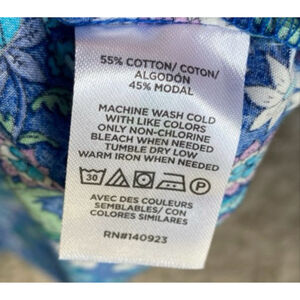 55% COTTON/ COTON/
ALGODÓN
45% MODAL
MACHINE WASH COLD
WITH LIKE COLORS
ONLY NON-CHLORINE
BLEACH WHEN NEEDED
TUMBLE DRY LOW
WARM IRON WHEN NEEDED
30 P
AVEC DES COULEURS
SEMBLABLES/ CON
COLORES SIMILARES
RN#140923